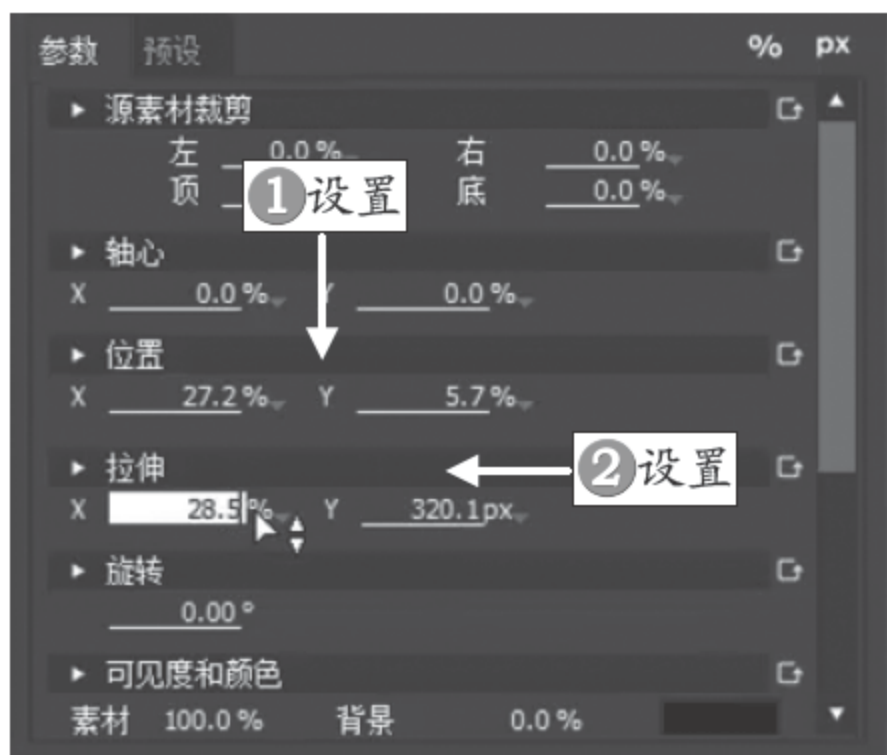 参数 预设 % px
源素材裁剪
左 0.0% 右 0.0%
顶 底 0.0%
1 设置
轴心
X 0.0% Y 0.0%
位置
X 27.2% Y 5.7%
拉伸
2 设置
X 28.5% Y 320.1px
旋转
0.00°
可见度和颜色
素材 100.0% 背景 0.0%